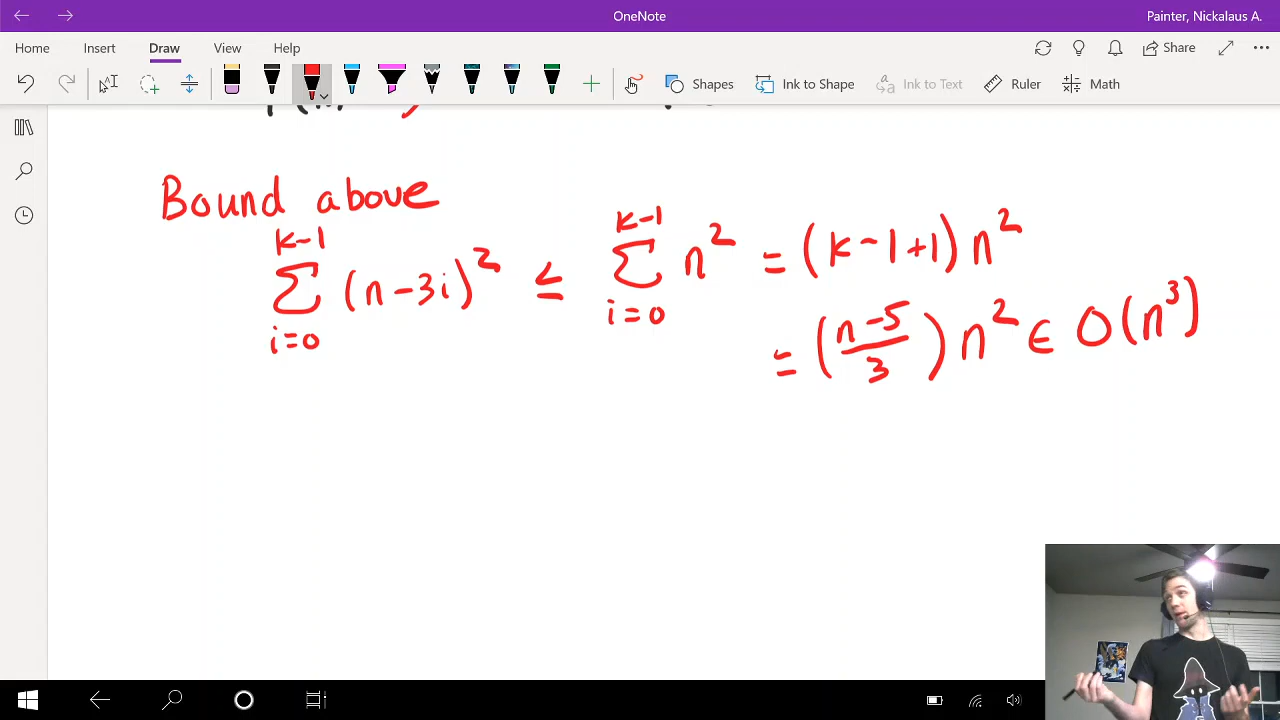 OneNote
Painter, Nickalaus A.
Home Insert Draw View Help Share
Shapes Ink to Shape Ink to Text Ruler Math
Bound above
k-1 ∑ i=0 (n-3i)² ≤ k-1 ∑ i=0 n² = (k-1+1) n²
= (n-5/3) n² ∈ O(n³)